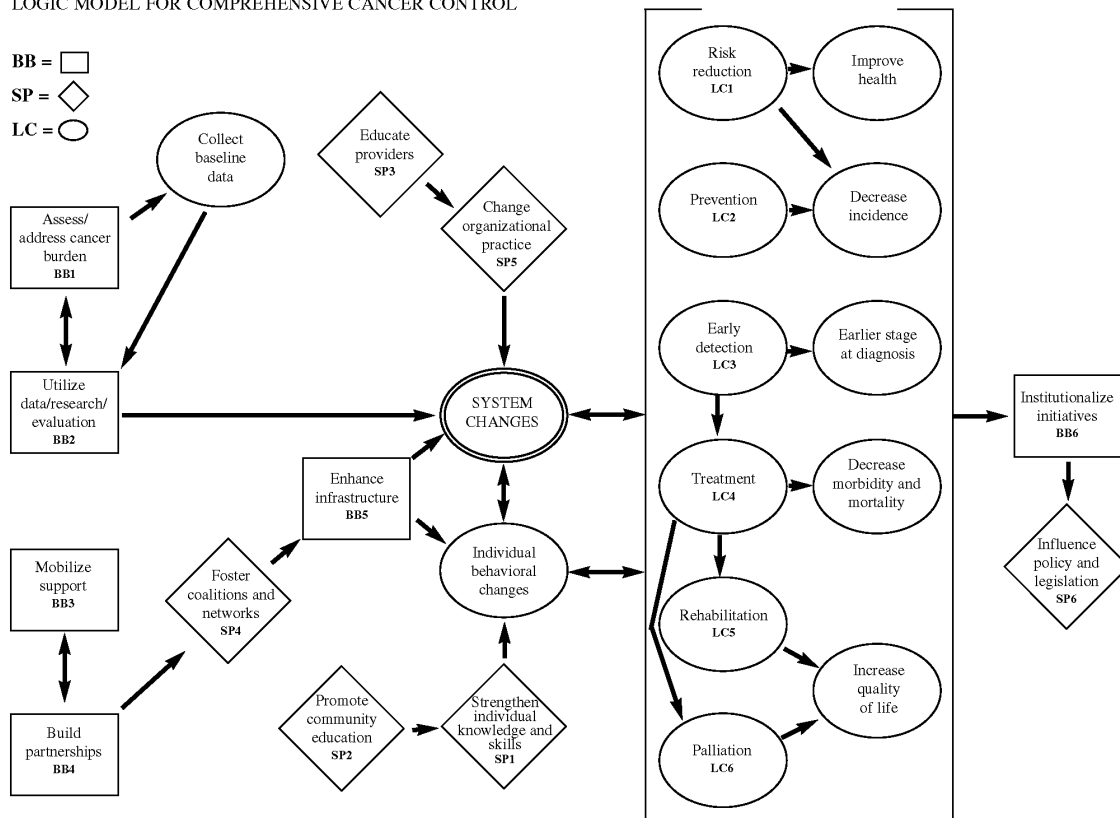 LOGIC MODEL FOR COMPREHENSIVE CANCER CONTROL
BB =
SP =
LC =
Collect
baseline
data
Assess/
address cancer
burden
BB1
Utilize
data/research/
evaluation
BB2
Mobilize
support
BB3
Build
partnerships
BB4
Educate
providers
SP3
Change
organizational
practice
SP5
SYSTEM
CHANGES
Enhance
infrastructure
BB5
Foster
coalitions and
networks
SP4
Individual
behavioral
changes
Promote
community
education
SP2
Strengthen
individual
knowledge and
skills
SP1
Risk
reduction
LC1
Improve
health
Prevention
LC2
Decrease
incidence
Early
detection
LC3
Earlier stage
at diagnosis
Treatment
LC4
Decrease
morbidity and
mortality
Rehabilitation
LC5
Increase
quality
of life
Palliation
LC6
Institutionalize
initiatives
BB6
Influence
policy and
legislation
SP6